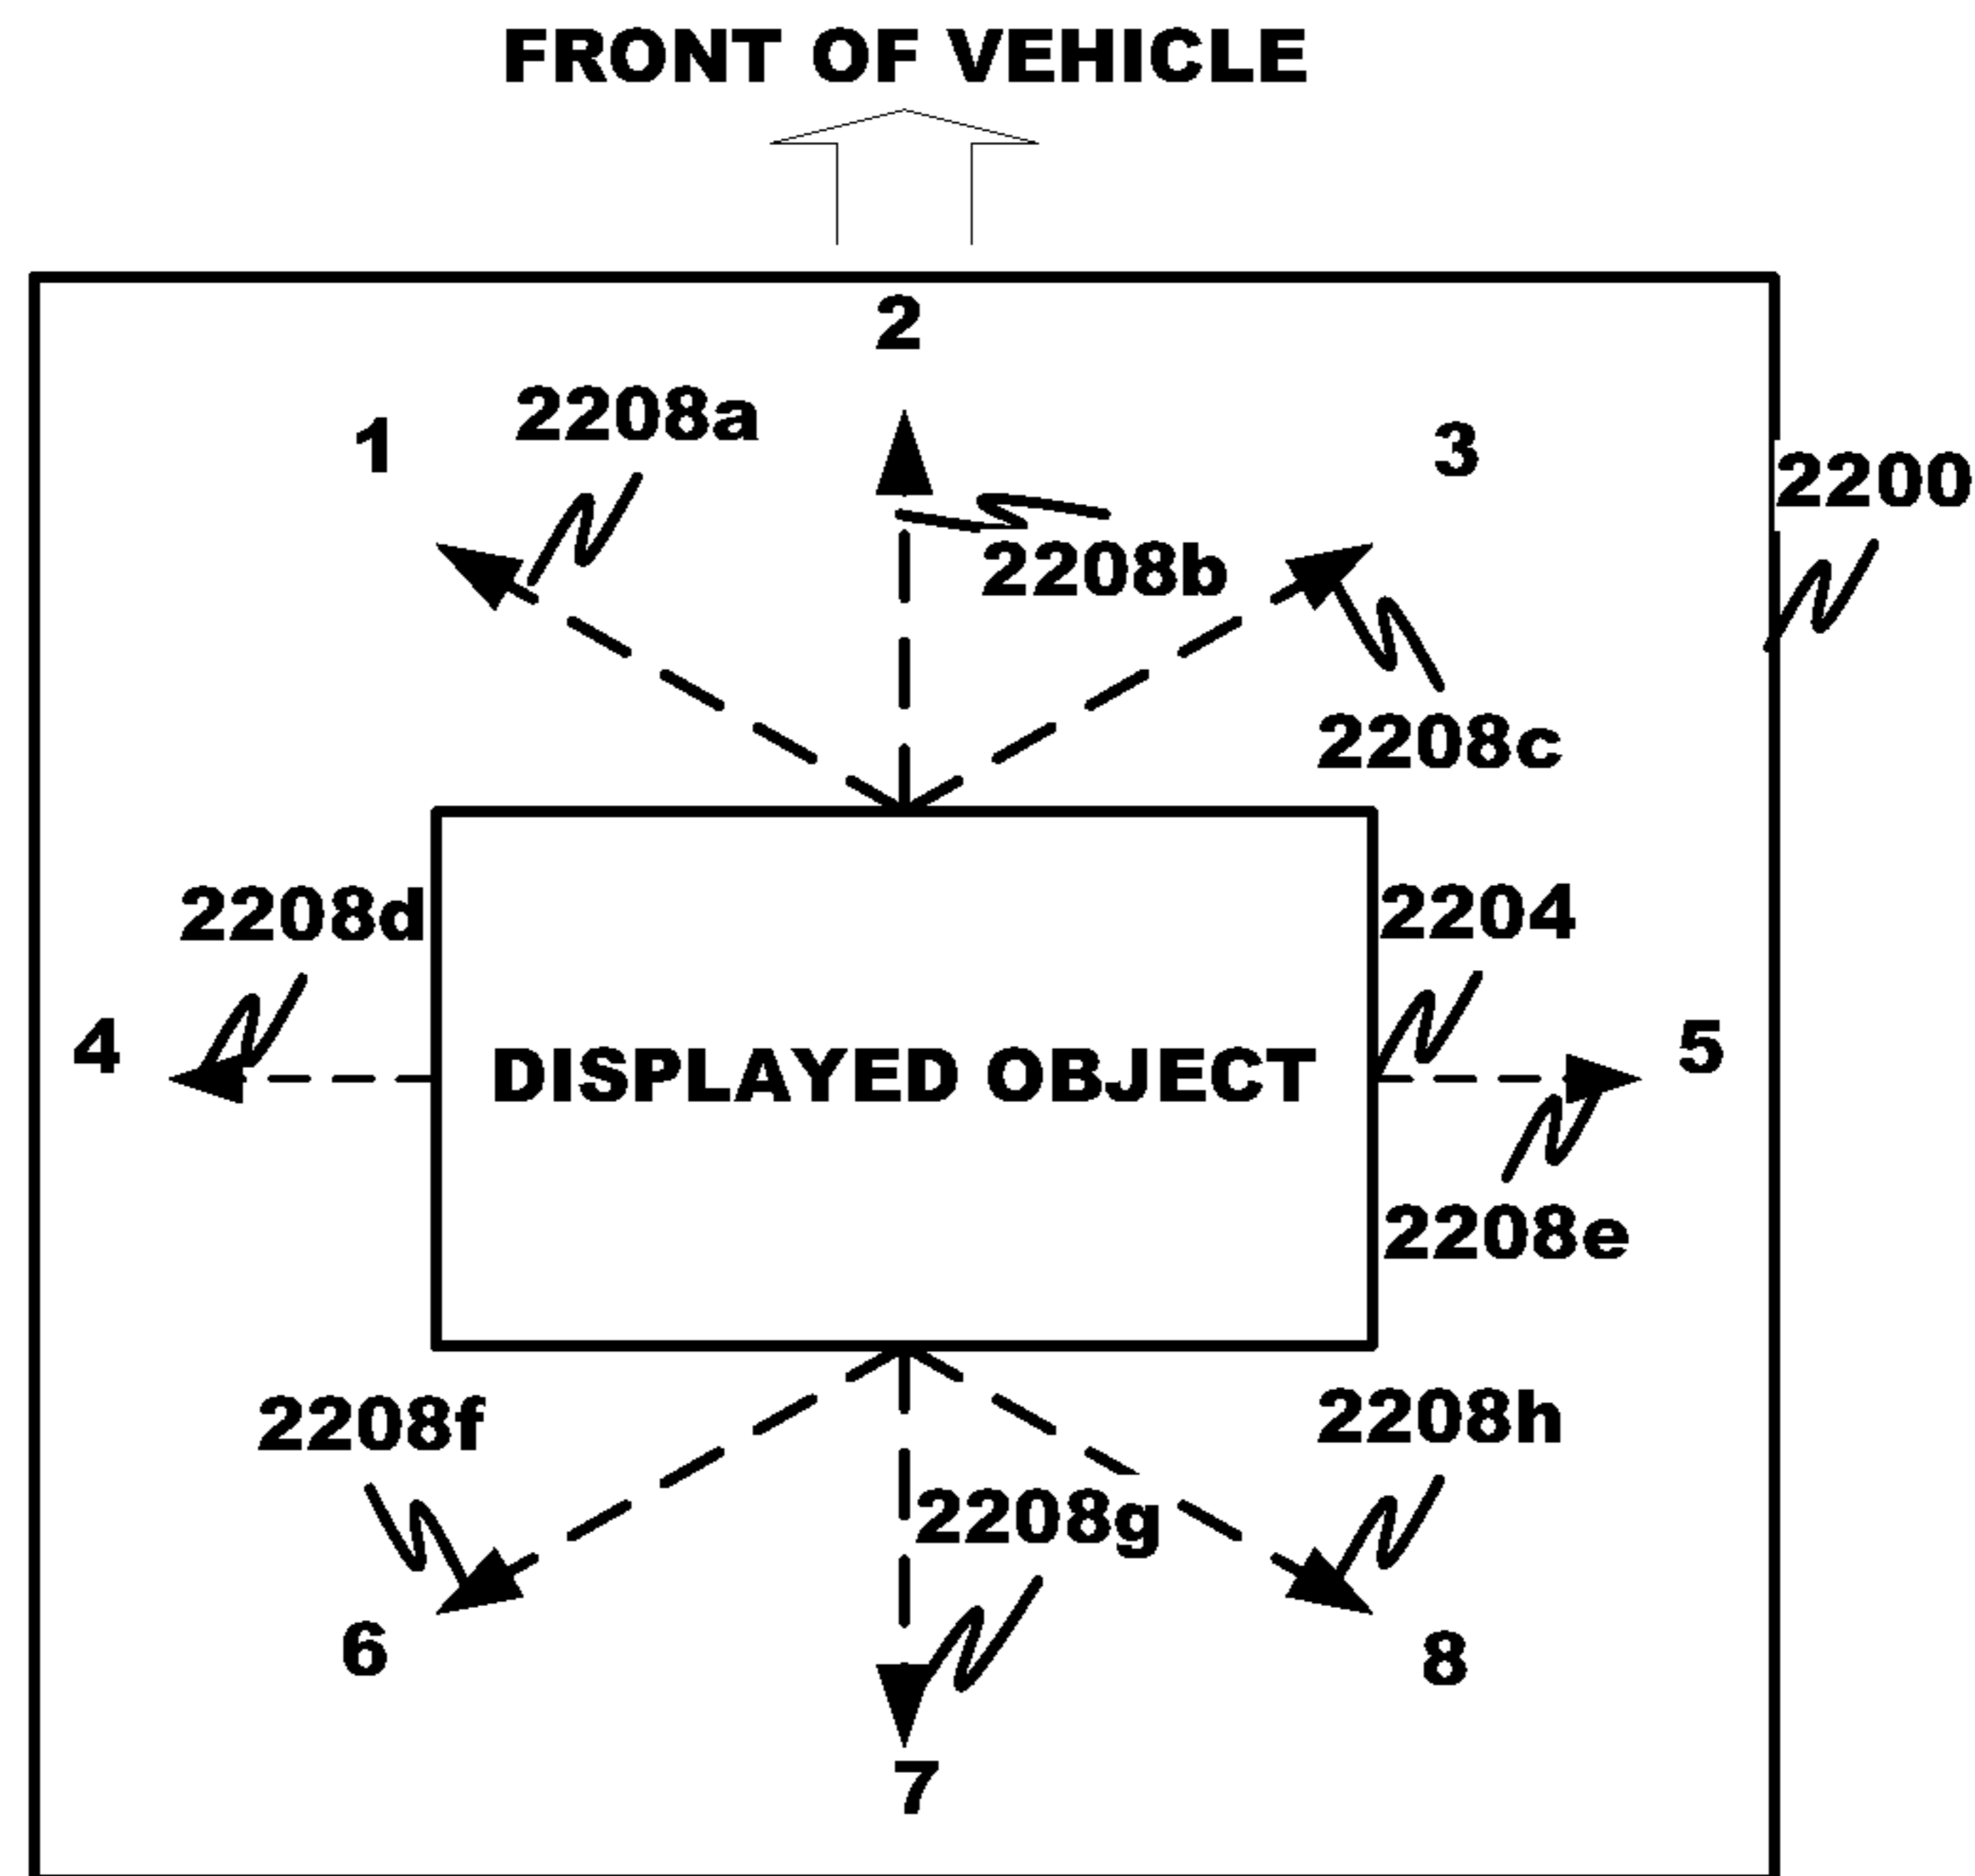 FRONT OF VEHICLE
2
1
2208a
3
2200
2208b
2208c
2208d
2204
4
DISPLAYED OBJECT
5
2208e
2208f
2208h
2208g
6
8
7